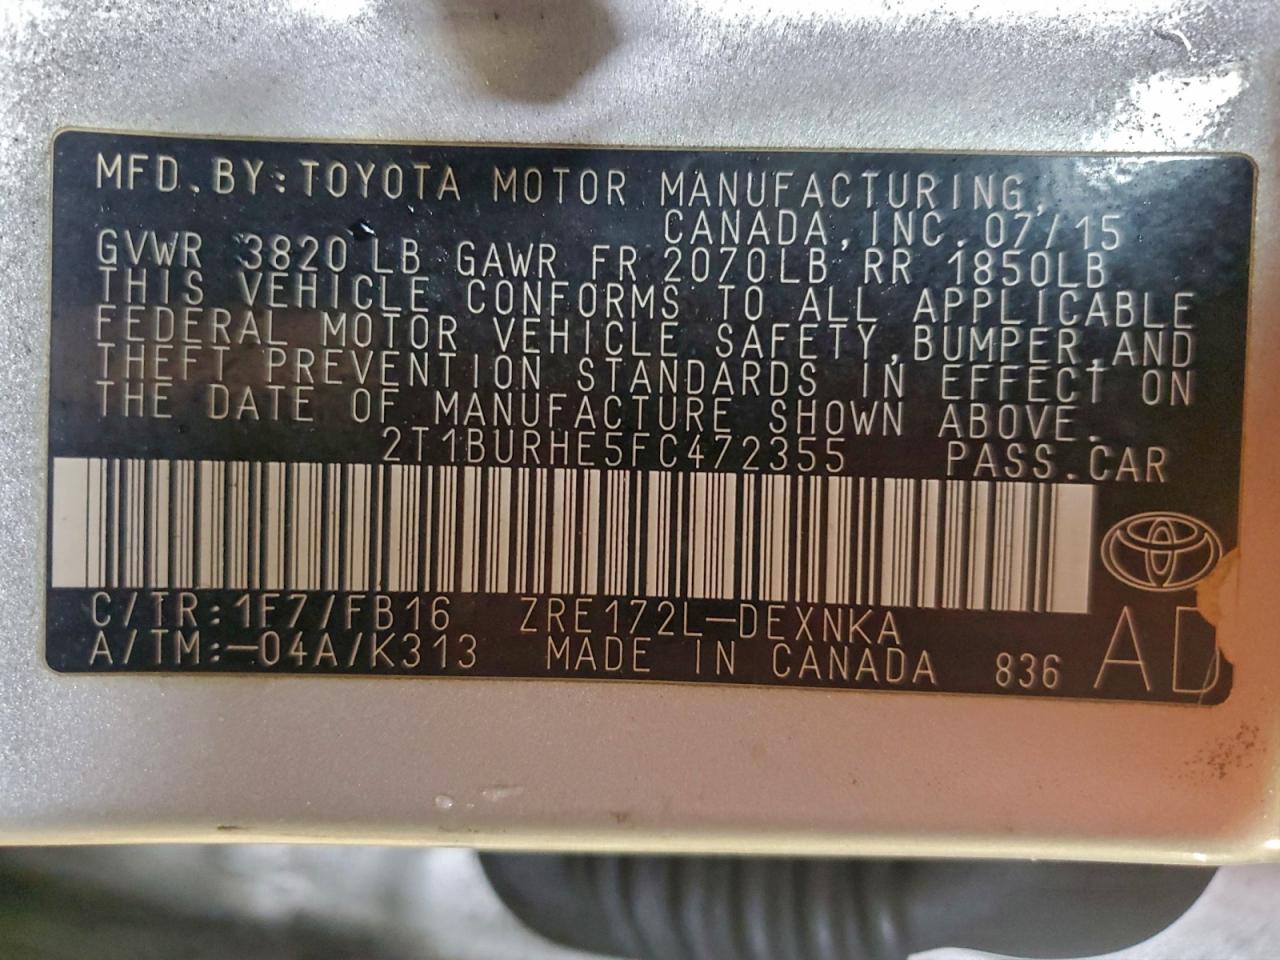 MFD.BY:TOYOTA MOTOR MANUFACTURING,
CANADA,INC.07/15
GVWR 3820LB GAWR FR 2070LB RR 1850LB
THIS VEHICLE CONFORMS TO ALL APPLICABLE
FEDERAL MOTOR VEHICLE SAFETY,BUMPER,AND
THEFT PREVENTION STANDARDS IN EFFECT ON
THE DATE OF MANUFACTURE SHOWN ABOVE.
2T1BURHE5FC472355 PASS.CAR
C/TR:1F7/FB16 ZRE172L-DEXNKA
A/TM:-04A/K313 MADE IN CANADA 836 AD